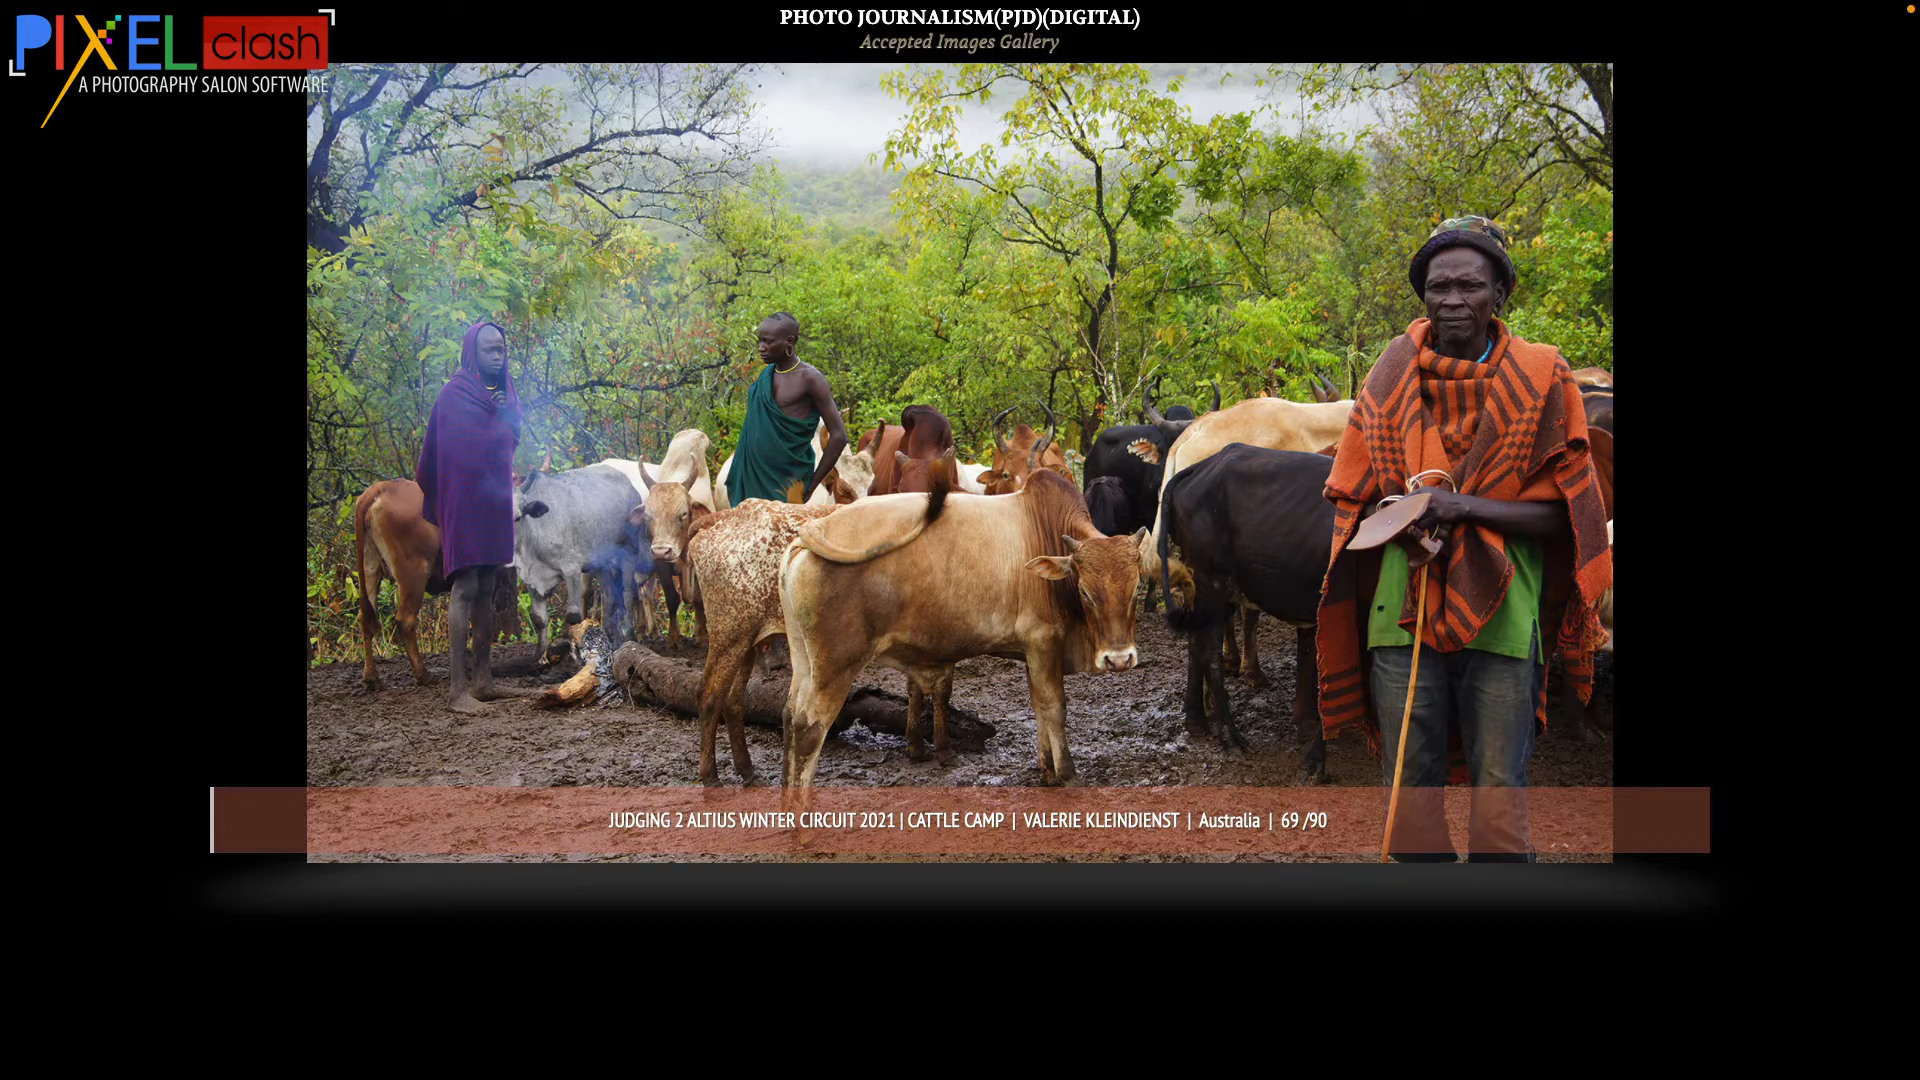 PIXEL clash
A PHOTOGRAPHY SALON SOFTWARE
PHOTO JOURNALISM(PJD)(DIGITAL)
Accepted Images Gallery
JUDGING 2 ALTIUS WINTER CIRCUIT 2021 | CATTLE CAMP | VALERIE KLEINDIENST | Australia | 69 /90